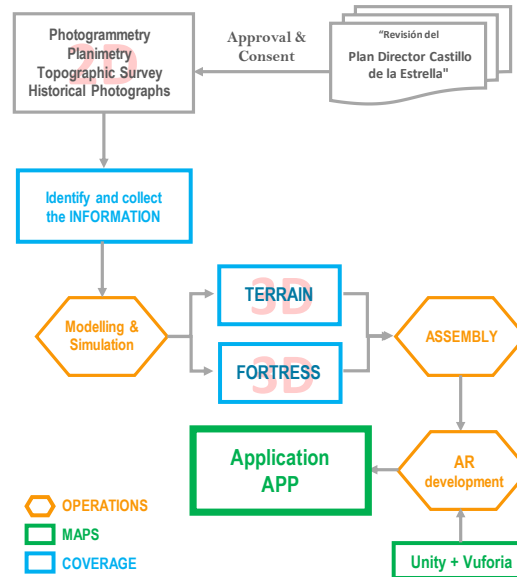 Photogrammetry
Planimetry
2D
Topographic Survey
Historical Photographs
Approval &
Consent
“Revisión del
Plan Director Castillo
de la Estrella"
Identify and collect
the INFORMATION
Modelling &
Simulation
3D
TERRAIN
3D
FORTRESS
ASSEMBLY
Application
APP
AR
development
Unity + Vuforia
OPERATIONS
MAPS
COVERAGE